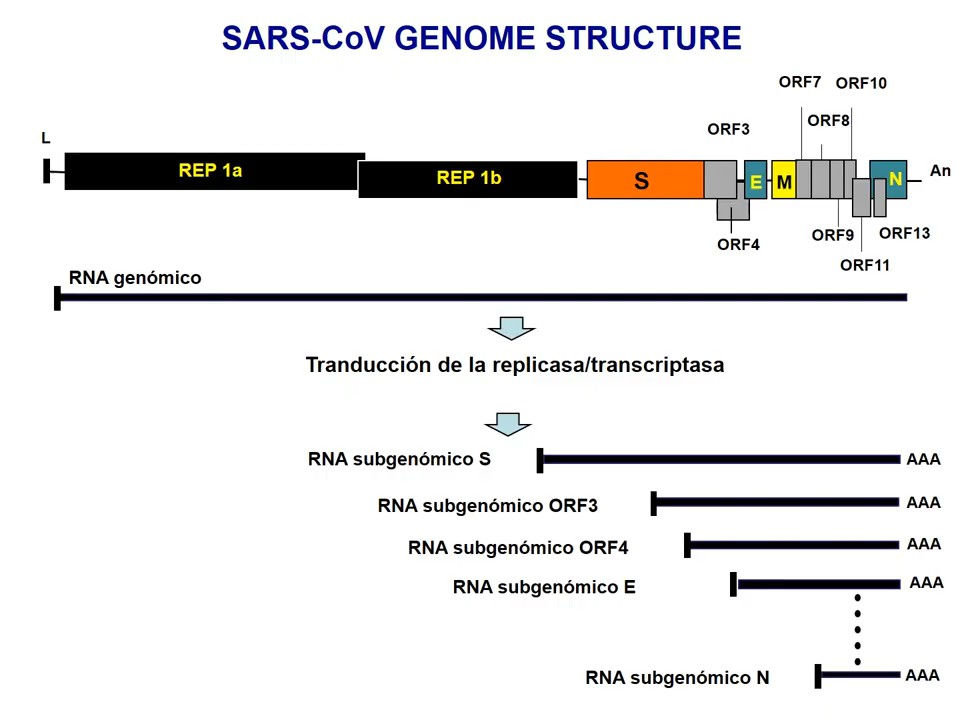 SARS-CoV GENOME STRUCTURE
ORF7 ORF10
ORF8
ORF3
L
REP 1a
REP 1b
S
E
M
N
An
ORF4
ORF9
ORF13
ORF11
RNA genómico
Tranducción de la replicasa/transcriptasa
RNA subgenómico S AAA
RNA subgenómico ORF3 AAA
RNA subgenómico ORF4 AAA
RNA subgenómico E AAA
RNA subgenómico N AAA